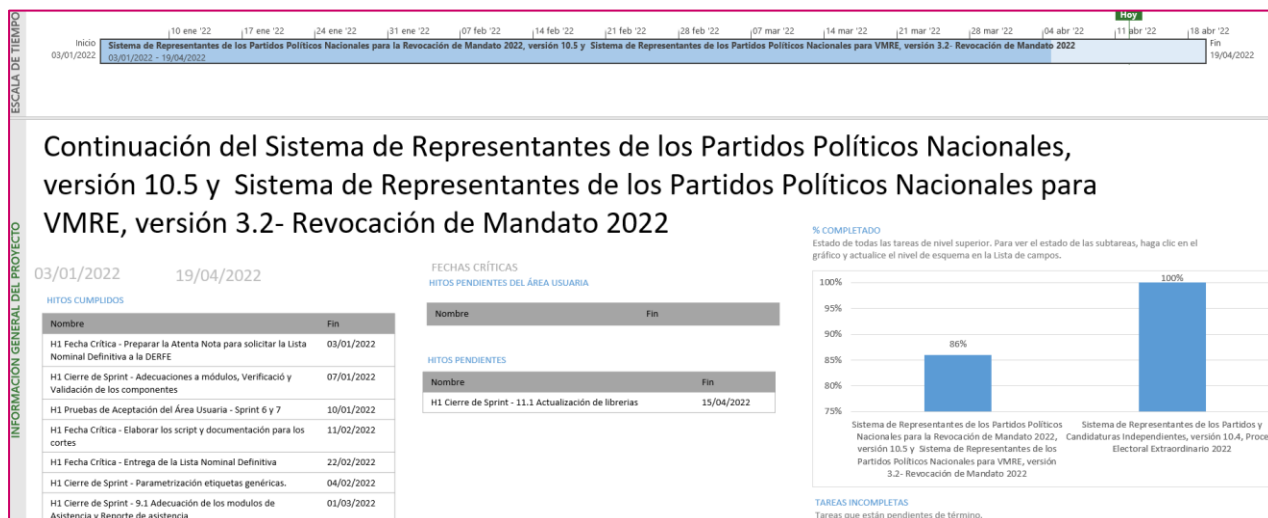 Hoy
10 ene '22 17 ene '22 24 ene '22 31 ene '22 07 feb '22 14 feb '22 21 feb '22 28 feb '22 07 mar '22 14 mar '22 21 mar '22 28 mar '22 04 abr '22 11 abr '22 18 abr '22
ESCALA DE TIEMPO
Inicio
03/01/2022
Sistema de Representantes de los Partidos Políticos Nacionales para la Revocación de Mandato 2022, versión 10.5 y Sistema de Representantes de los Partidos Políticos Nacionales para VMRE, versión 3.2- Revocación de Mandato 2022
03/01/2022 - 19/04/2022
Fin
19/04/2022
INFORMACIÓN GENERAL DEL PROYECTO
Continuación del Sistema de Representantes de los Partidos Políticos Nacionales,
versión 10.5 y Sistema de Representantes de los Partidos Políticos Nacionales para
VMRE, versión 3.2- Revocación de Mandato 2022
03/01/2022 19/04/2022
HITOS CUMPLIDOS
Nombre Fin
H1 Fecha Crítica - Preparar la Atenta Nota para solicitar la Lista 03/01/2022
Nominal Definitiva a la DERFE
H1 Cierre de Sprint - Adecuaciones a módulos, Verificació y 07/01/2022
Validación de los componentes
H1 Pruebas de Aceptación del Área Usuaria - Sprint 6 y 7 10/01/2022
H1 Fecha Crítica - Elaborar los script y documentación para los 11/02/2022
cortes
H1 Fecha Crítica - Entrega de la Lista Nominal Definitiva 22/02/2022
H1 Cierre de Sprint - Parametrización etiquetas genéricas. 04/02/2022
H1 Cierre de Sprint - 9.1 Adecuación de los modulos de 01/03/2022
Asistencia y Reporte de asistencia
FECHAS CRÍTICAS
HITOS PENDIENTES DEL ÁREA USUARIA
Nombre Fin
HITOS PENDIENTES
Nombre Fin
H1 Cierre de Sprint - 11.1 Actualización de librerias 15/04/2022
% COMPLETADO
Estado de todas las tareas de nivel superior. Para ver el estado de las subtareas, haga clic en el
gráfico y actualice el nivel de esquema en la Lista de campos.
100%
95%
90%
85%
80%
75%
86%
100%
Sistema de Representantes de los Partidos Políticos
Nacionales para la Revocación de Mandato 2022,
versión 10.5 y Sistema de Representantes de los
Partidos Políticos Nacionales para VMRE, versión
3.2- Revocación de Mandato 2022
Sistema de Representantes de los Partidos y
Candidaturas Independientes, versión 10.4, Proce
Electoral Extraordinario 2022
TAREAS INCOMPLETAS
Tareas que están pendientes de término.